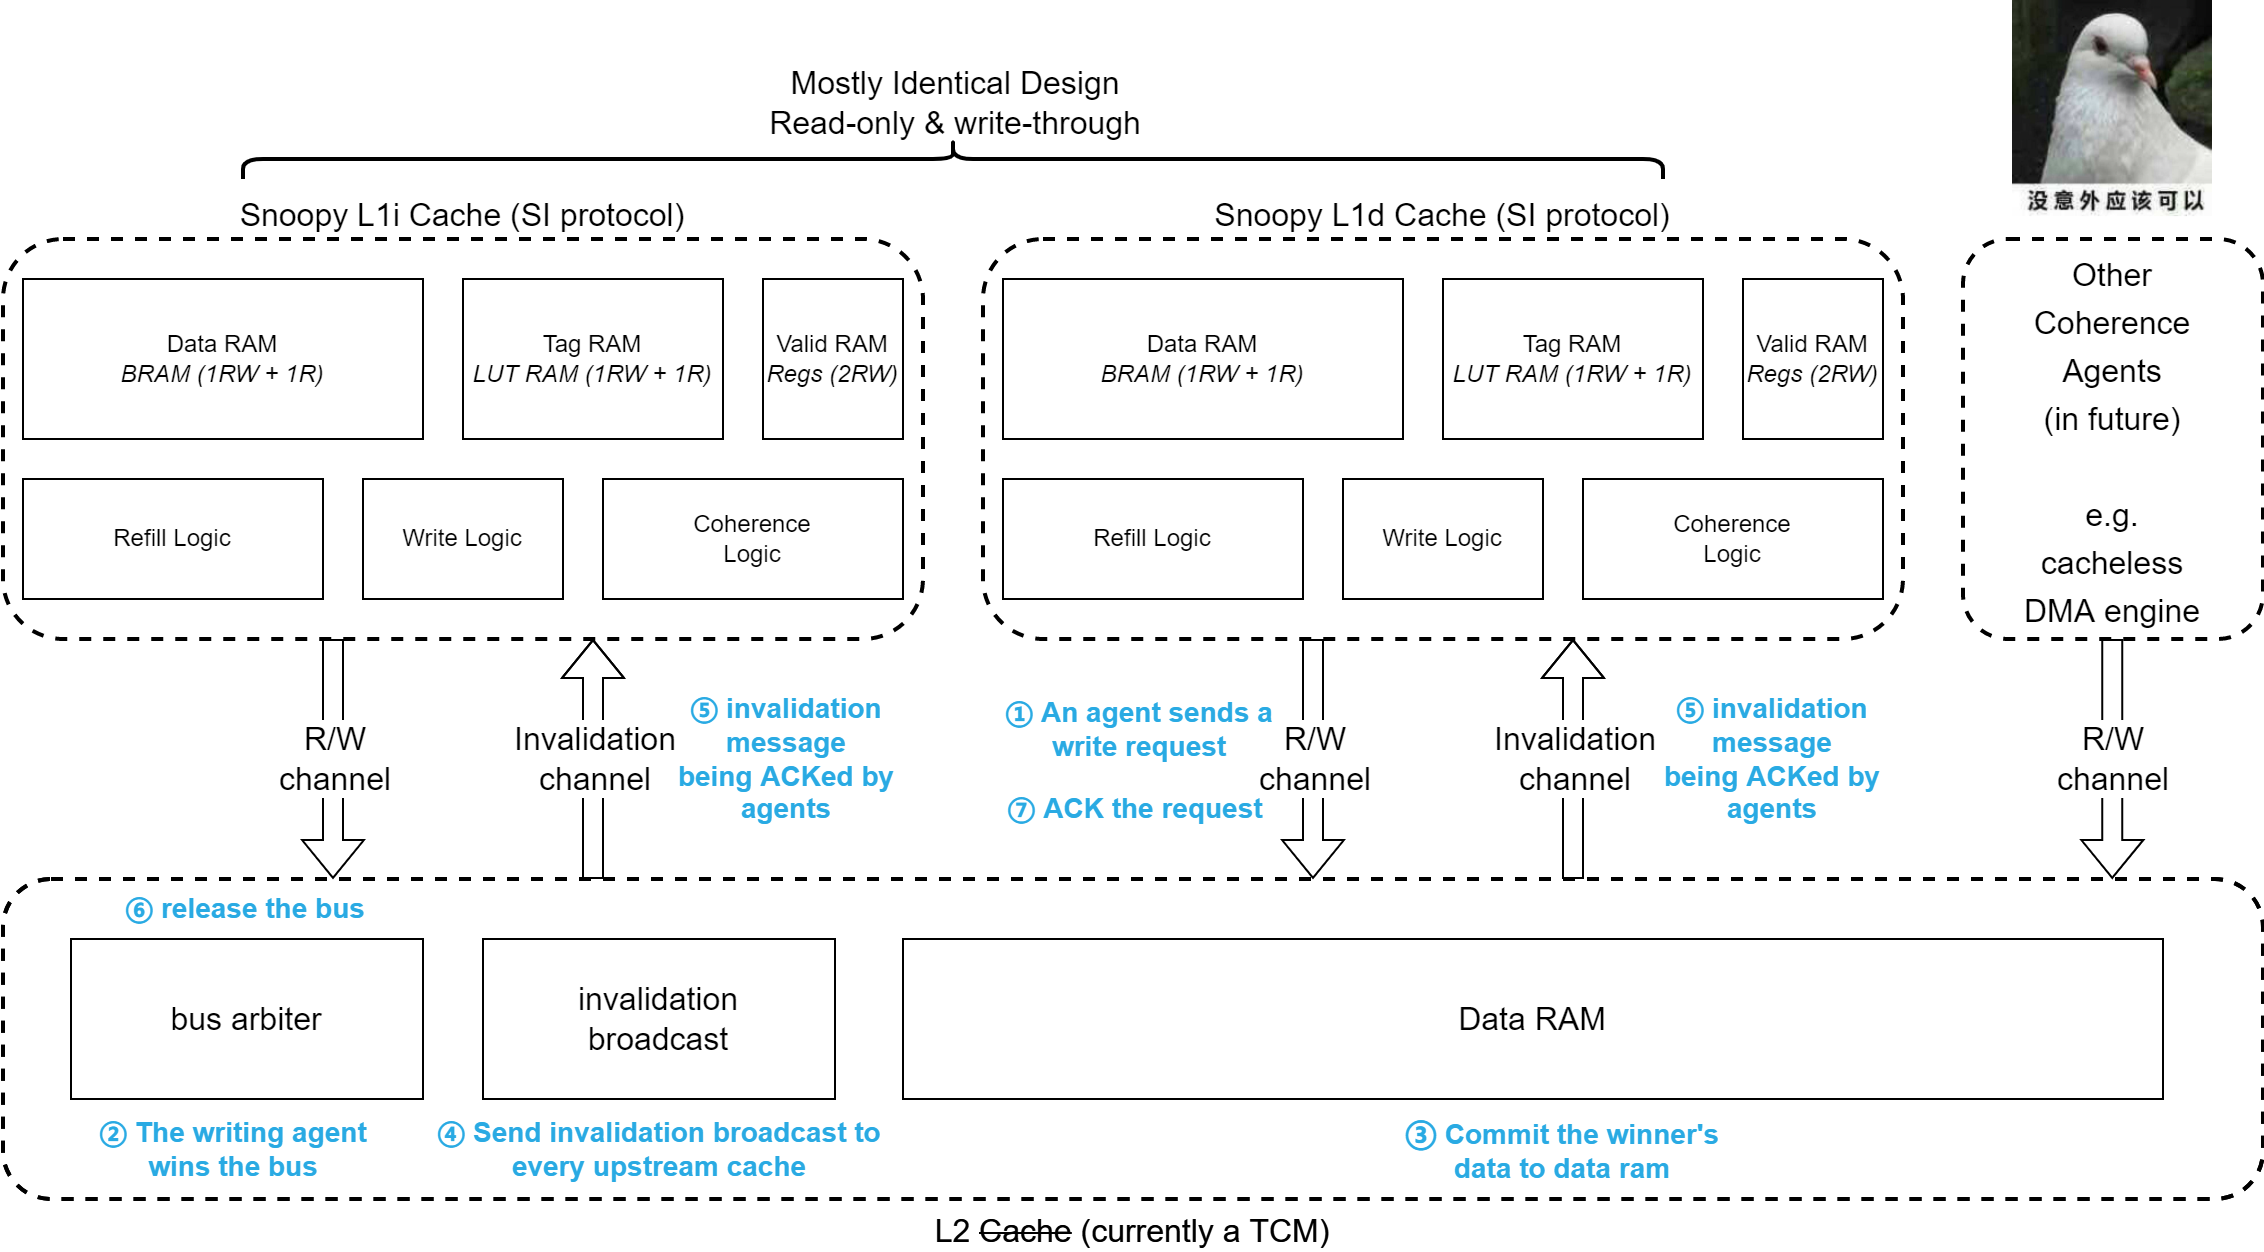 Mostly Identical Design
Read-only & write-through
没意外应该可以
Snoopy L1i Cache (SI protocol)
Data RAM
BRAM (1RW + 1R)
Tag RAM
LUT RAM (1RW + 1R)
Valid RAM
Regs (2RW)
Refill Logic
Write Logic
Coherence
Logic
Snoopy L1d Cache (SI protocol)
Data RAM
BRAM (1RW + 1R)
Tag RAM
LUT RAM (1RW + 1R)
Valid RAM
Regs (2RW)
Refill Logic
Write Logic
Coherence
Logic
Other
Coherence
Agents
(in future)
e.g.
cacheless
DMA engine
R/W
channel
Invalidation
channel
⑤ invalidation
message
being ACKed by
agents
① An agent sends a
write request
⑦ ACK the request
R/W
channel
Invalidation
channel
⑤ invalidation
message
being ACKed by
agents
R/W
channel
⑥ release the bus
bus arbiter
② The writing agent
wins the bus
invalidation
broadcast
④ Send invalidation broadcast to
every upstream cache
Data RAM
③ Commit the winner's
data to data ram
L2 Cache (currently a TCM)